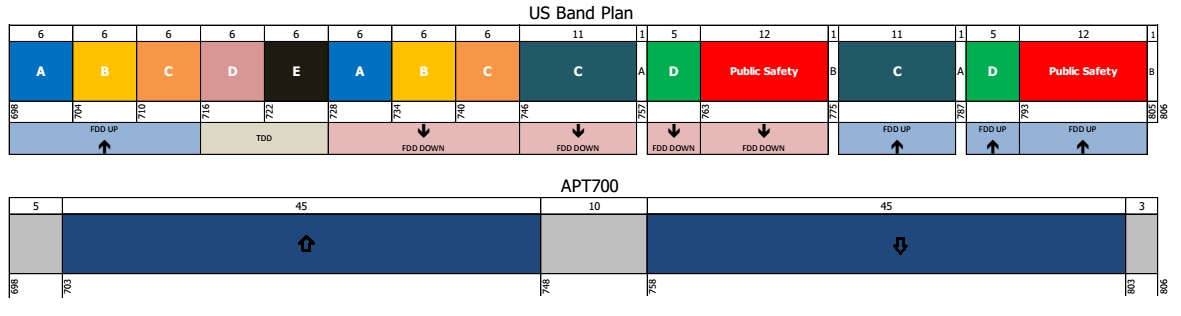 US Band Plan
6 6 6 6 6 6 6 6 11 1 5 12 1 11 1 5 12 1
A B C D E A B C C A D Public Safety B C A D Public Safety B
698 704 710 716 722 728 734 740 746 757 763 775 787 793 805 806
FDD UP TDD FDD DOWN FDD DOWN FDD DOWN FDD DOWN FDD UP FDD UP FDD UP
APT700
5 45 10 45 3
698 703 748 758 803 806